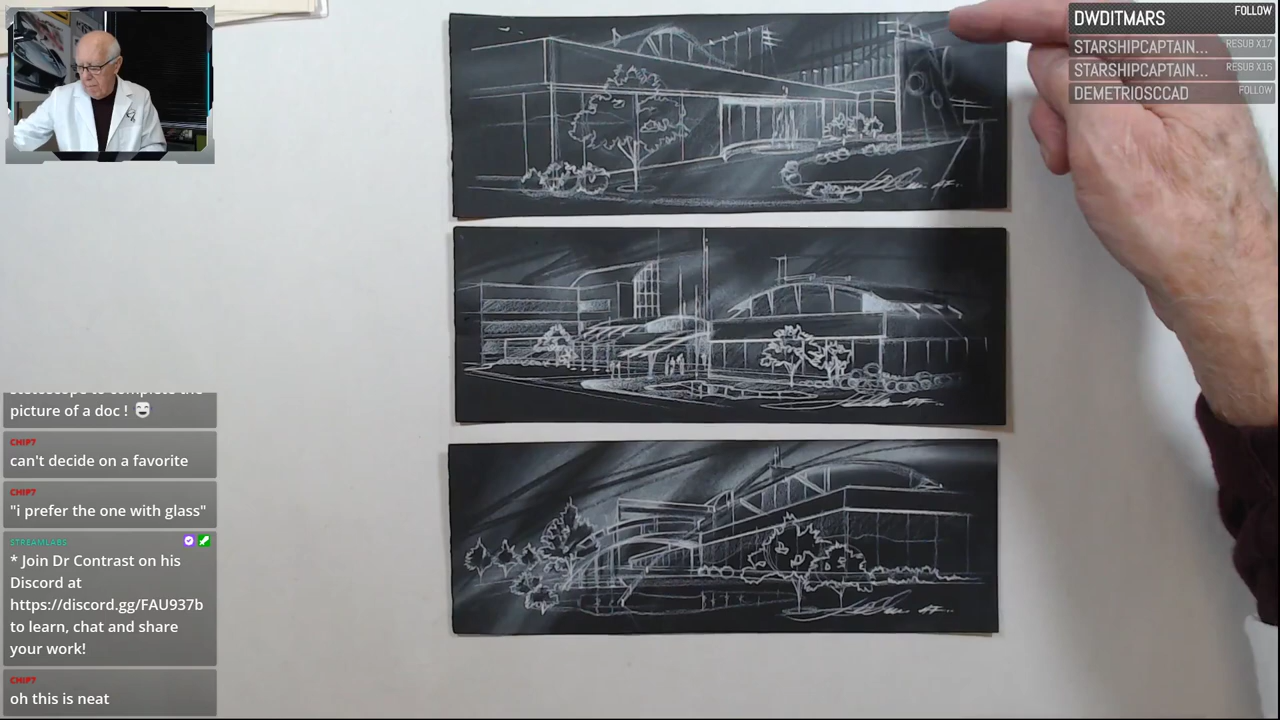 DWDITMARS FOLLOW
STARSHIPCAPTAIN... RESUB X17
STARSHIPCAPTAIN... RESUB X16
DEMETRIOSCCAD FOLLOW
picture of a doc !
CHIP7
can't decide on a favorite
CHIP7
"i prefer the one with glass"
STREAMLABS
* Join Dr Contrast on his
Discord at
https://discord.gg/FAU937b
to learn, chat and share
your work!
CHIP7
oh this is neat